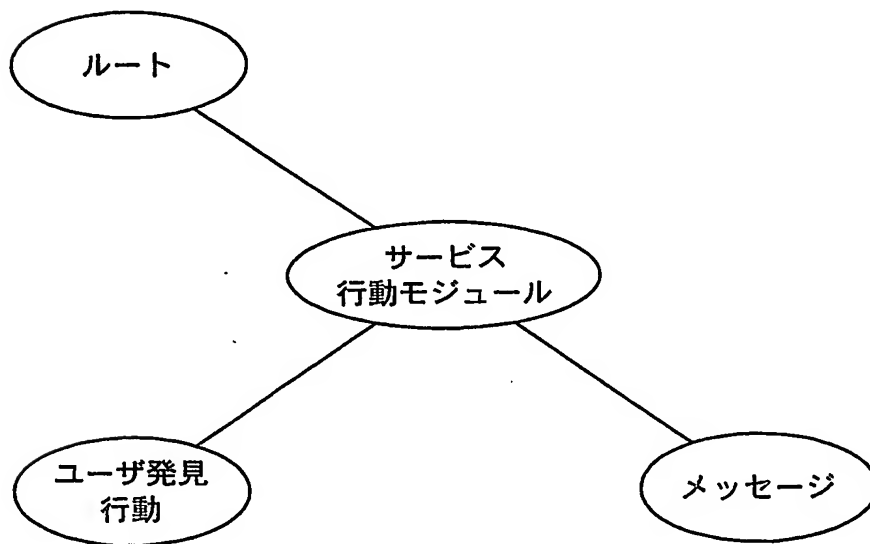 ルート
サービス
行動モジュール
ユーザ発見
行動
メッセージ